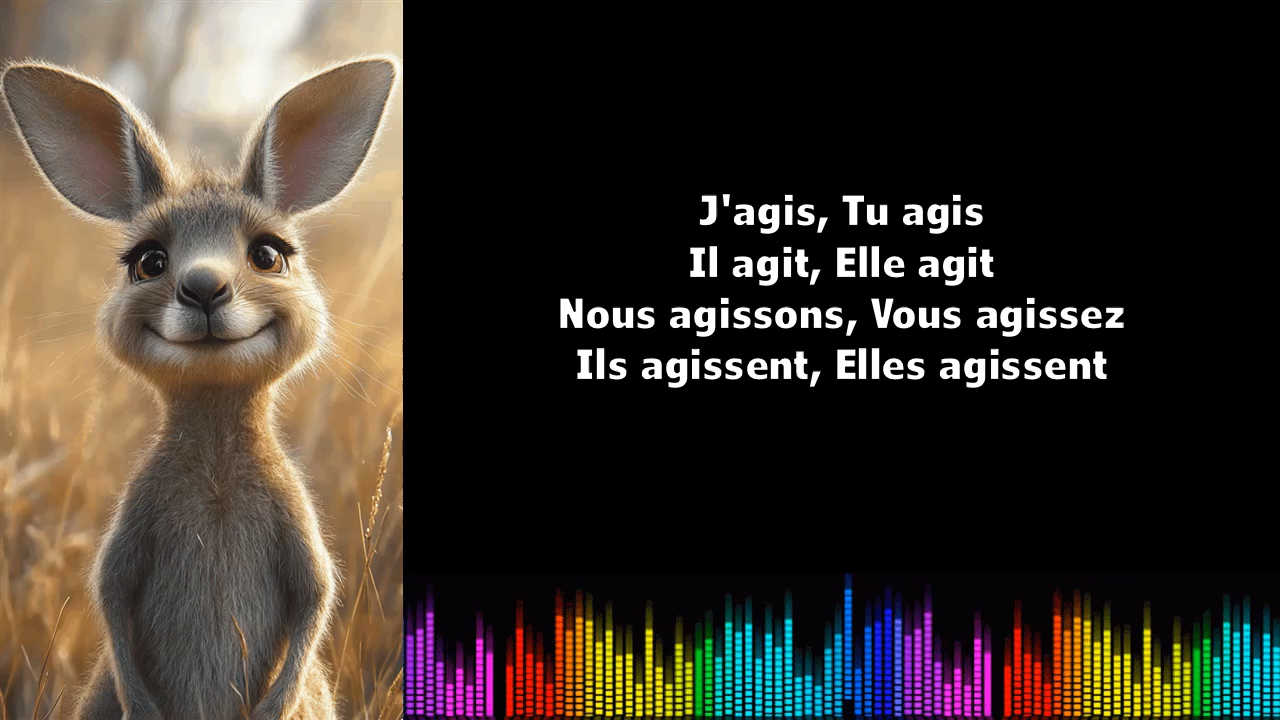 J'agis, Tu agis
Il agit, Elle agit
Nous agissons, Vous agissez
Ils agissent, Elles agissent